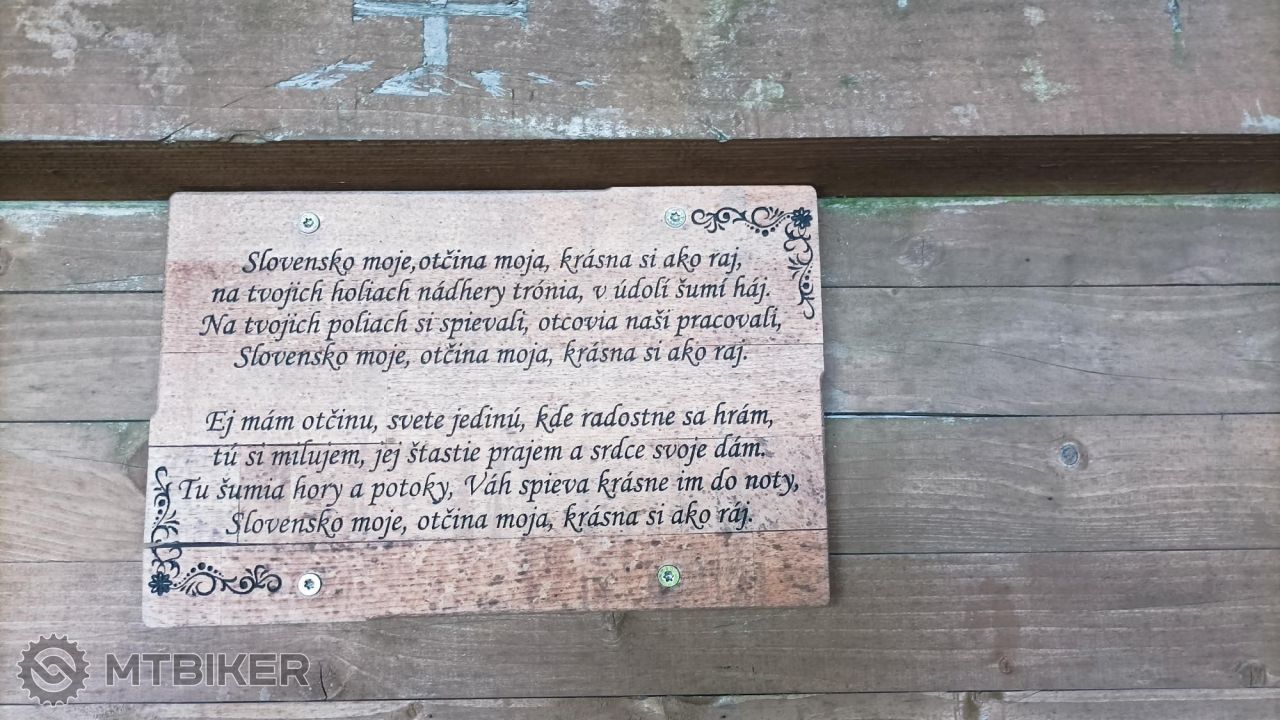 Slovensko moje,otčina moja, krásna si ako raj,
na tvojich holiach nádhery trónia, v údolí šumí háj.
Na tvojich poliach si spievali, otcovia naši pracovali,
Slovensko moje, otčina moja, krásna si ako raj.
Ej mám otčinu, svete jedinú, kde radostne sa hrám,
tú si milujem, jej štastie prajem a srdce svoje dám.
Tu šumia hory a potoky, Váh spieva krásne im do noty,
Slovensko moje, otčina moja, krásna si ako ráj.
MTBIKER